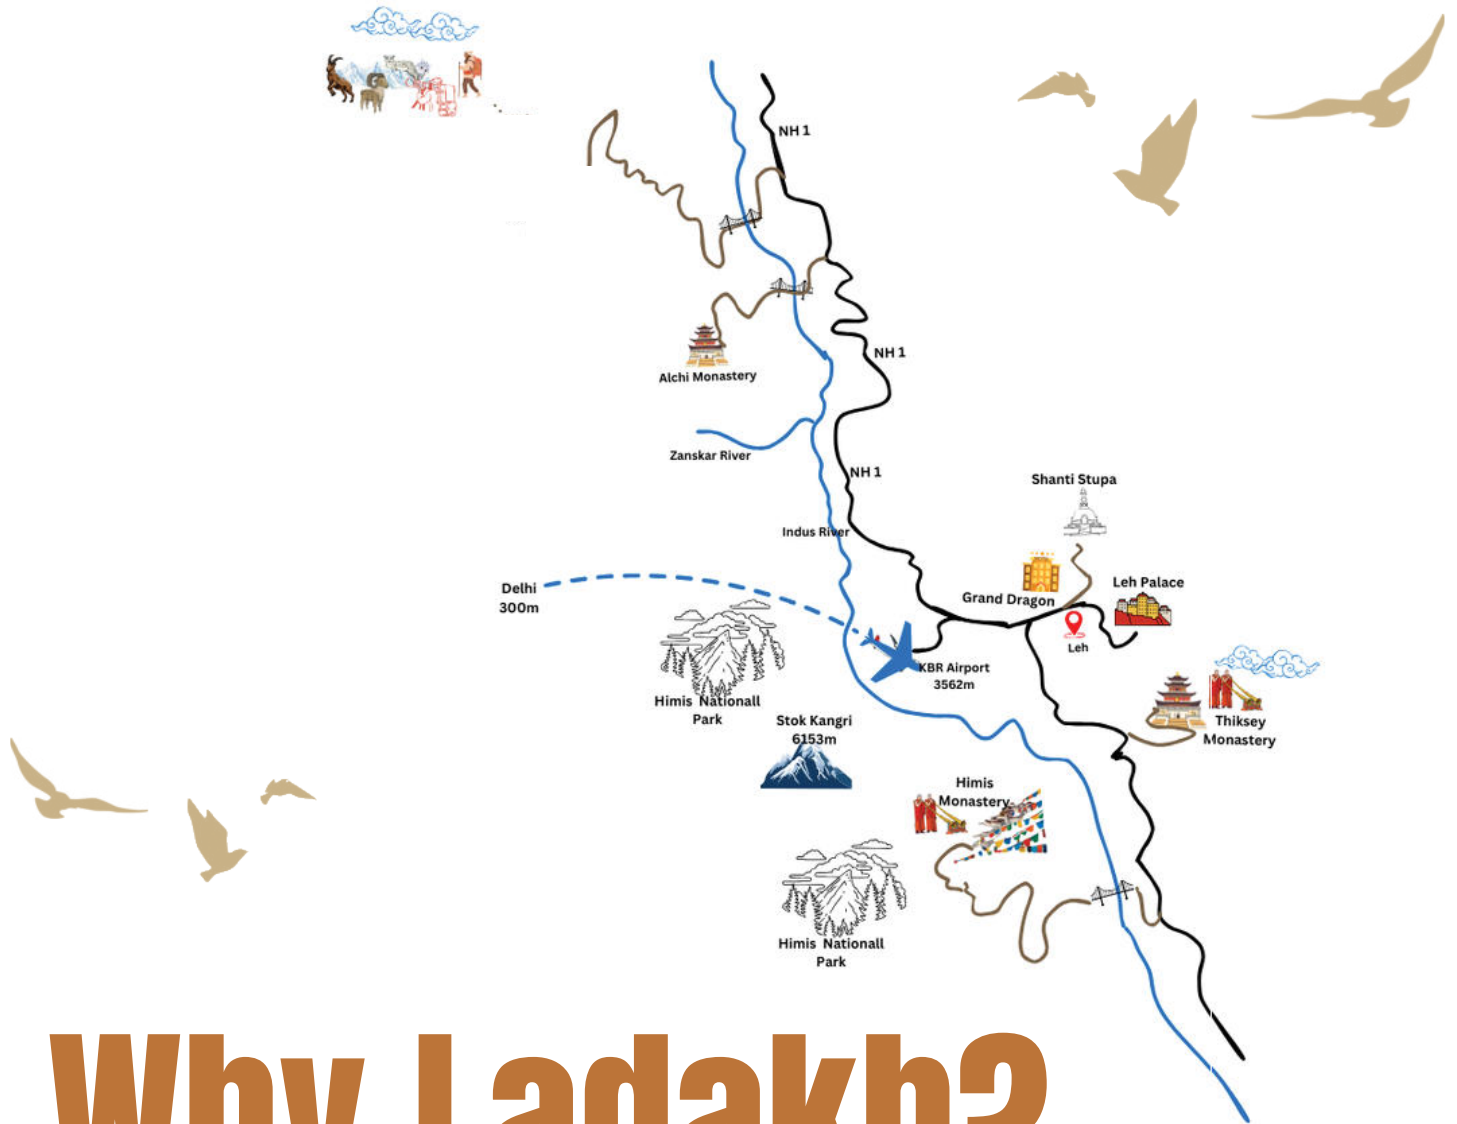 NH 1
NH 1
Alchi Monastery
Zanskar River
NH 1
Shanti Stupa
Indus River
Delhi
300m
Grand Dragon
Leh Palace
Leh
KBR Airport
3562m
Himis Nationall
Park
Stok Kangri
6153m
Thiksey
Monastery
Himis
Monastery
Himis Nationall
Park
Why Ladakh?